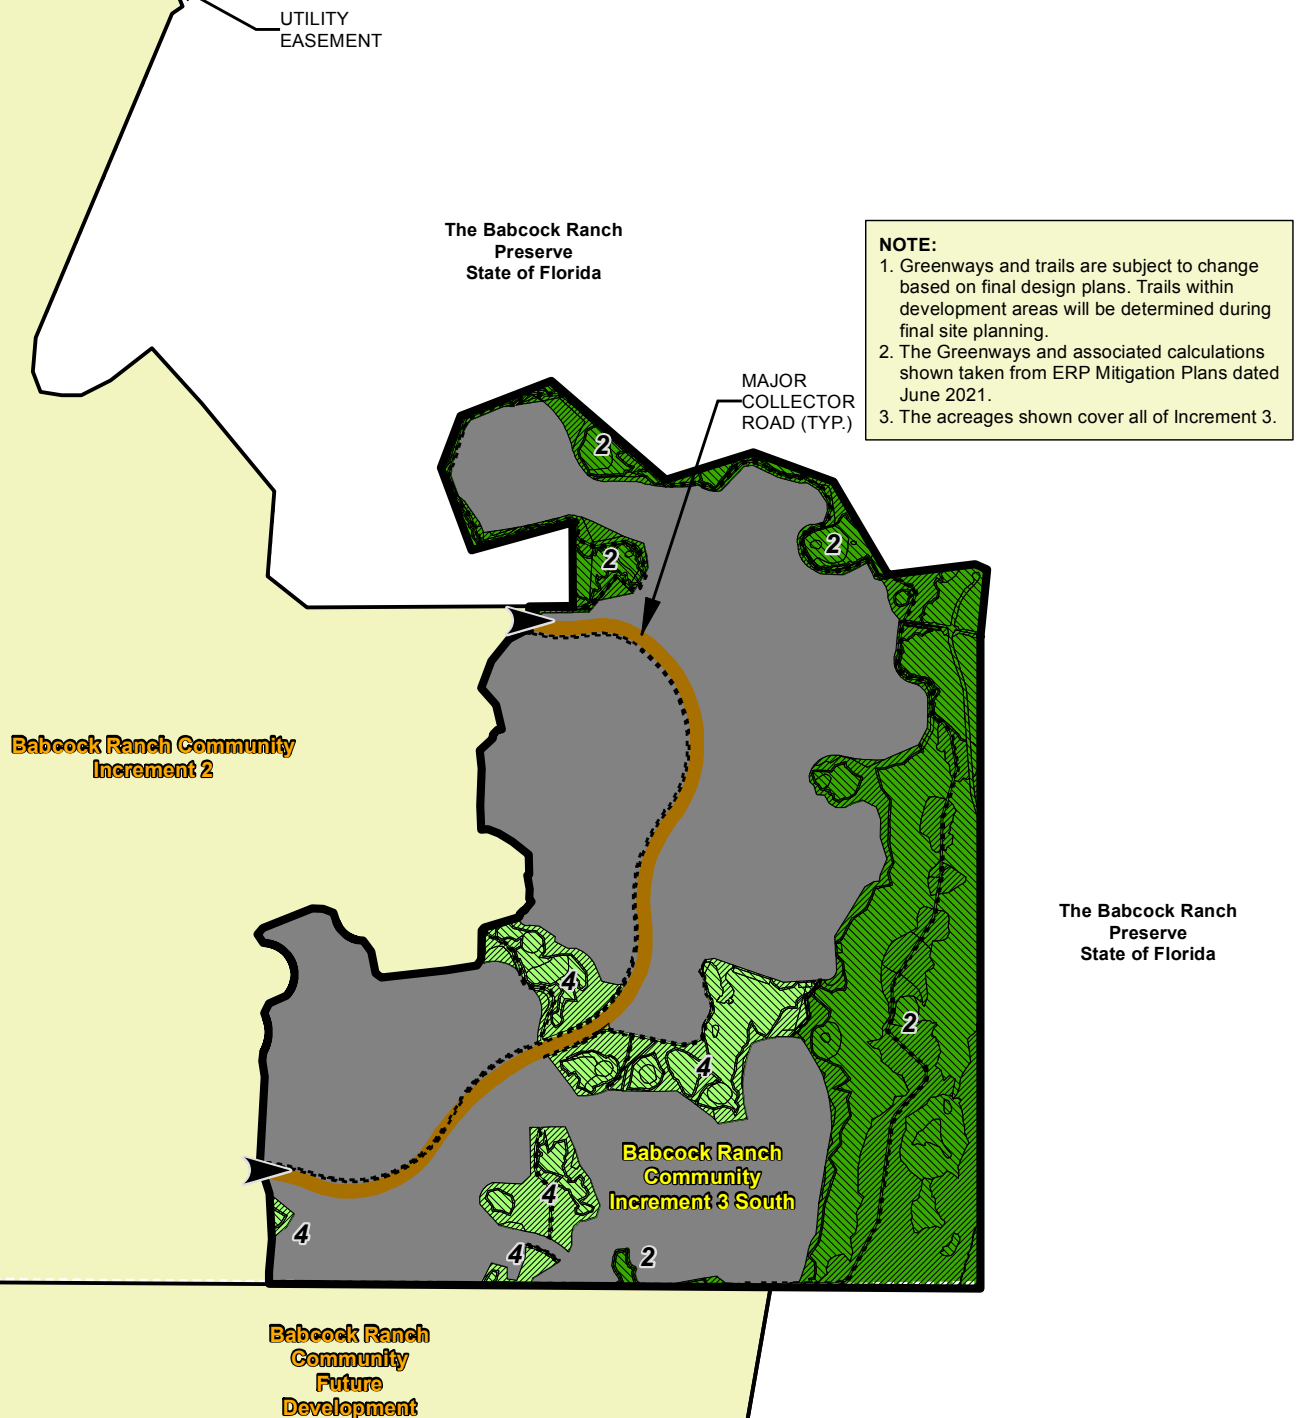 UTILITY
EASEMENT
The Babcock Ranch
Preserve
State of Florida
NOTE:
1. Greenways and trails are subject to change
based on final design plans. Trails within
development areas will be determined during
final site planning.
2. The Greenways and associated calculations
shown taken from ERP Mitigation Plans dated
June 2021.
3. The acreages shown cover all of Increment 3.
MAJOR
COLLECTOR
ROAD (TYP.)
2
2
2
Babcock Ranch Community
Increment 2
The Babcock Ranch
Preserve
State of Florida
4
2
4
Babcock Ranch
Community
Increment 3 South
4
4
4
2
Babcock Ranch
Community
Future
Development